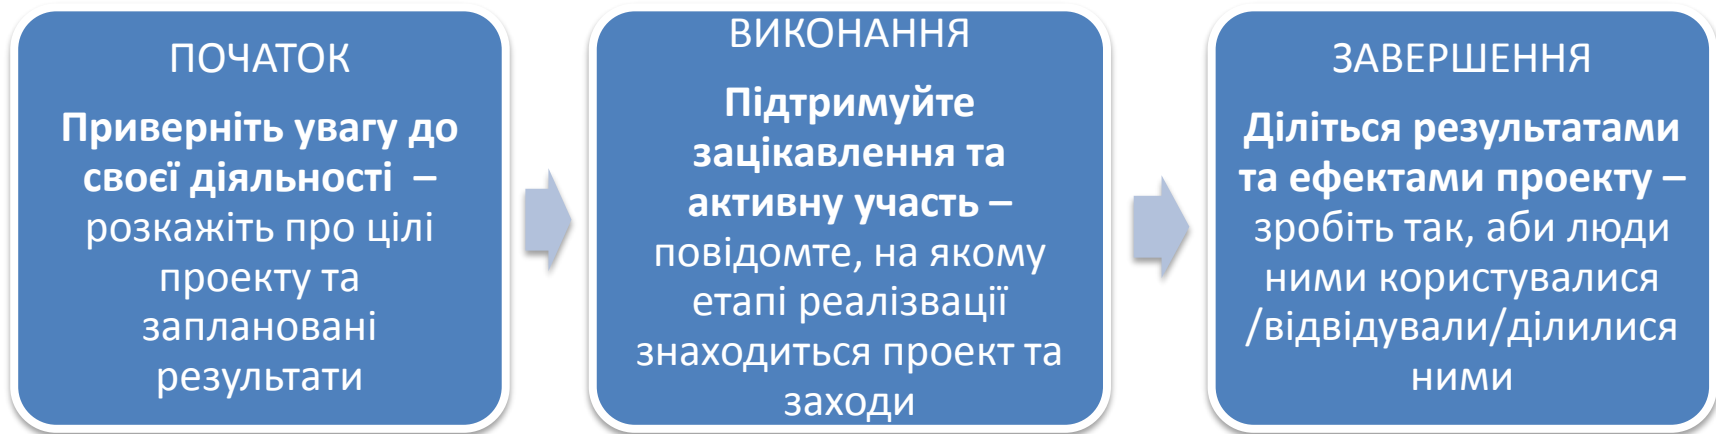 ПОЧАТОК
Приверніть увагу до
своєї діяльності –
розкажіть про цілі
проекту та
заплановані
результати
ВИКОНАННЯ
Підтримуйте
зацікавлення та
активну участь –
повідомте, на якому
етапі реалізвації
знаходиться проект та
заходи
ЗАВЕРШЕННЯ
Діліться результатами
та ефектами проекту –
зробіть так, аби люди
ними користувалися
/відвідували/ділилися
ними